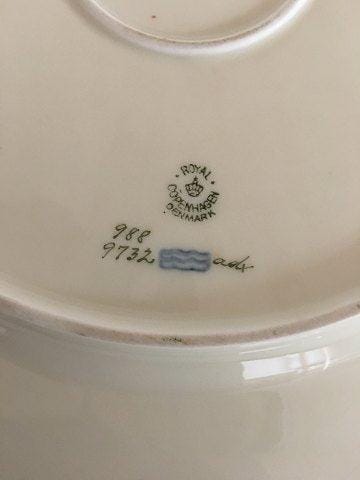 ROYAL
COPENHAGEN
DENMARK
988
9732 adx